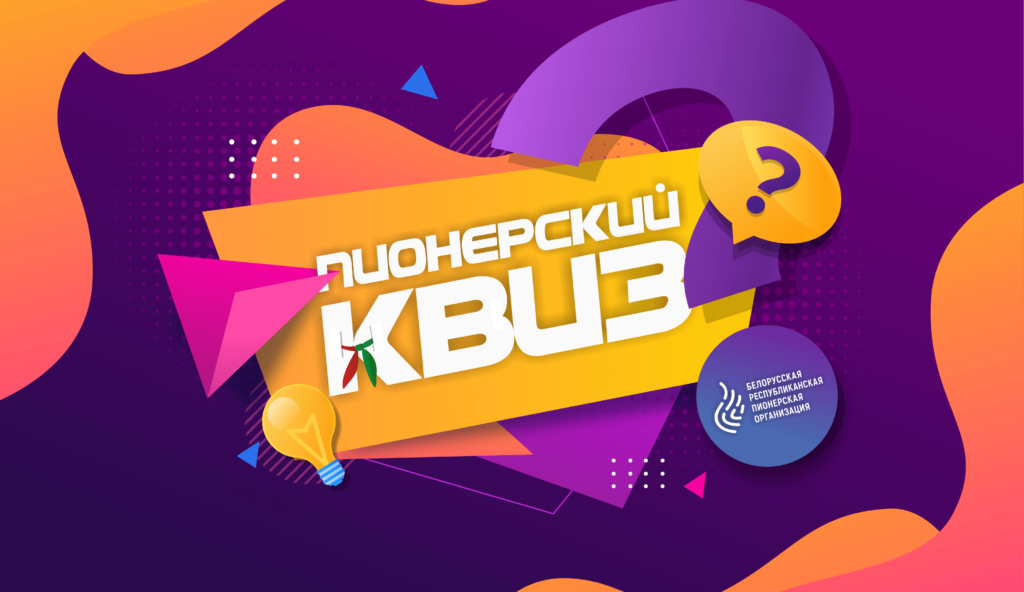 ПИОНЕРСКИЙ
КВИЗ
?
БЕЛОРУССКАЯ
РЕСПУБЛИКАНСКАЯ
ПИОНЕРСКАЯ
ОРГАНИЗАЦИЯ